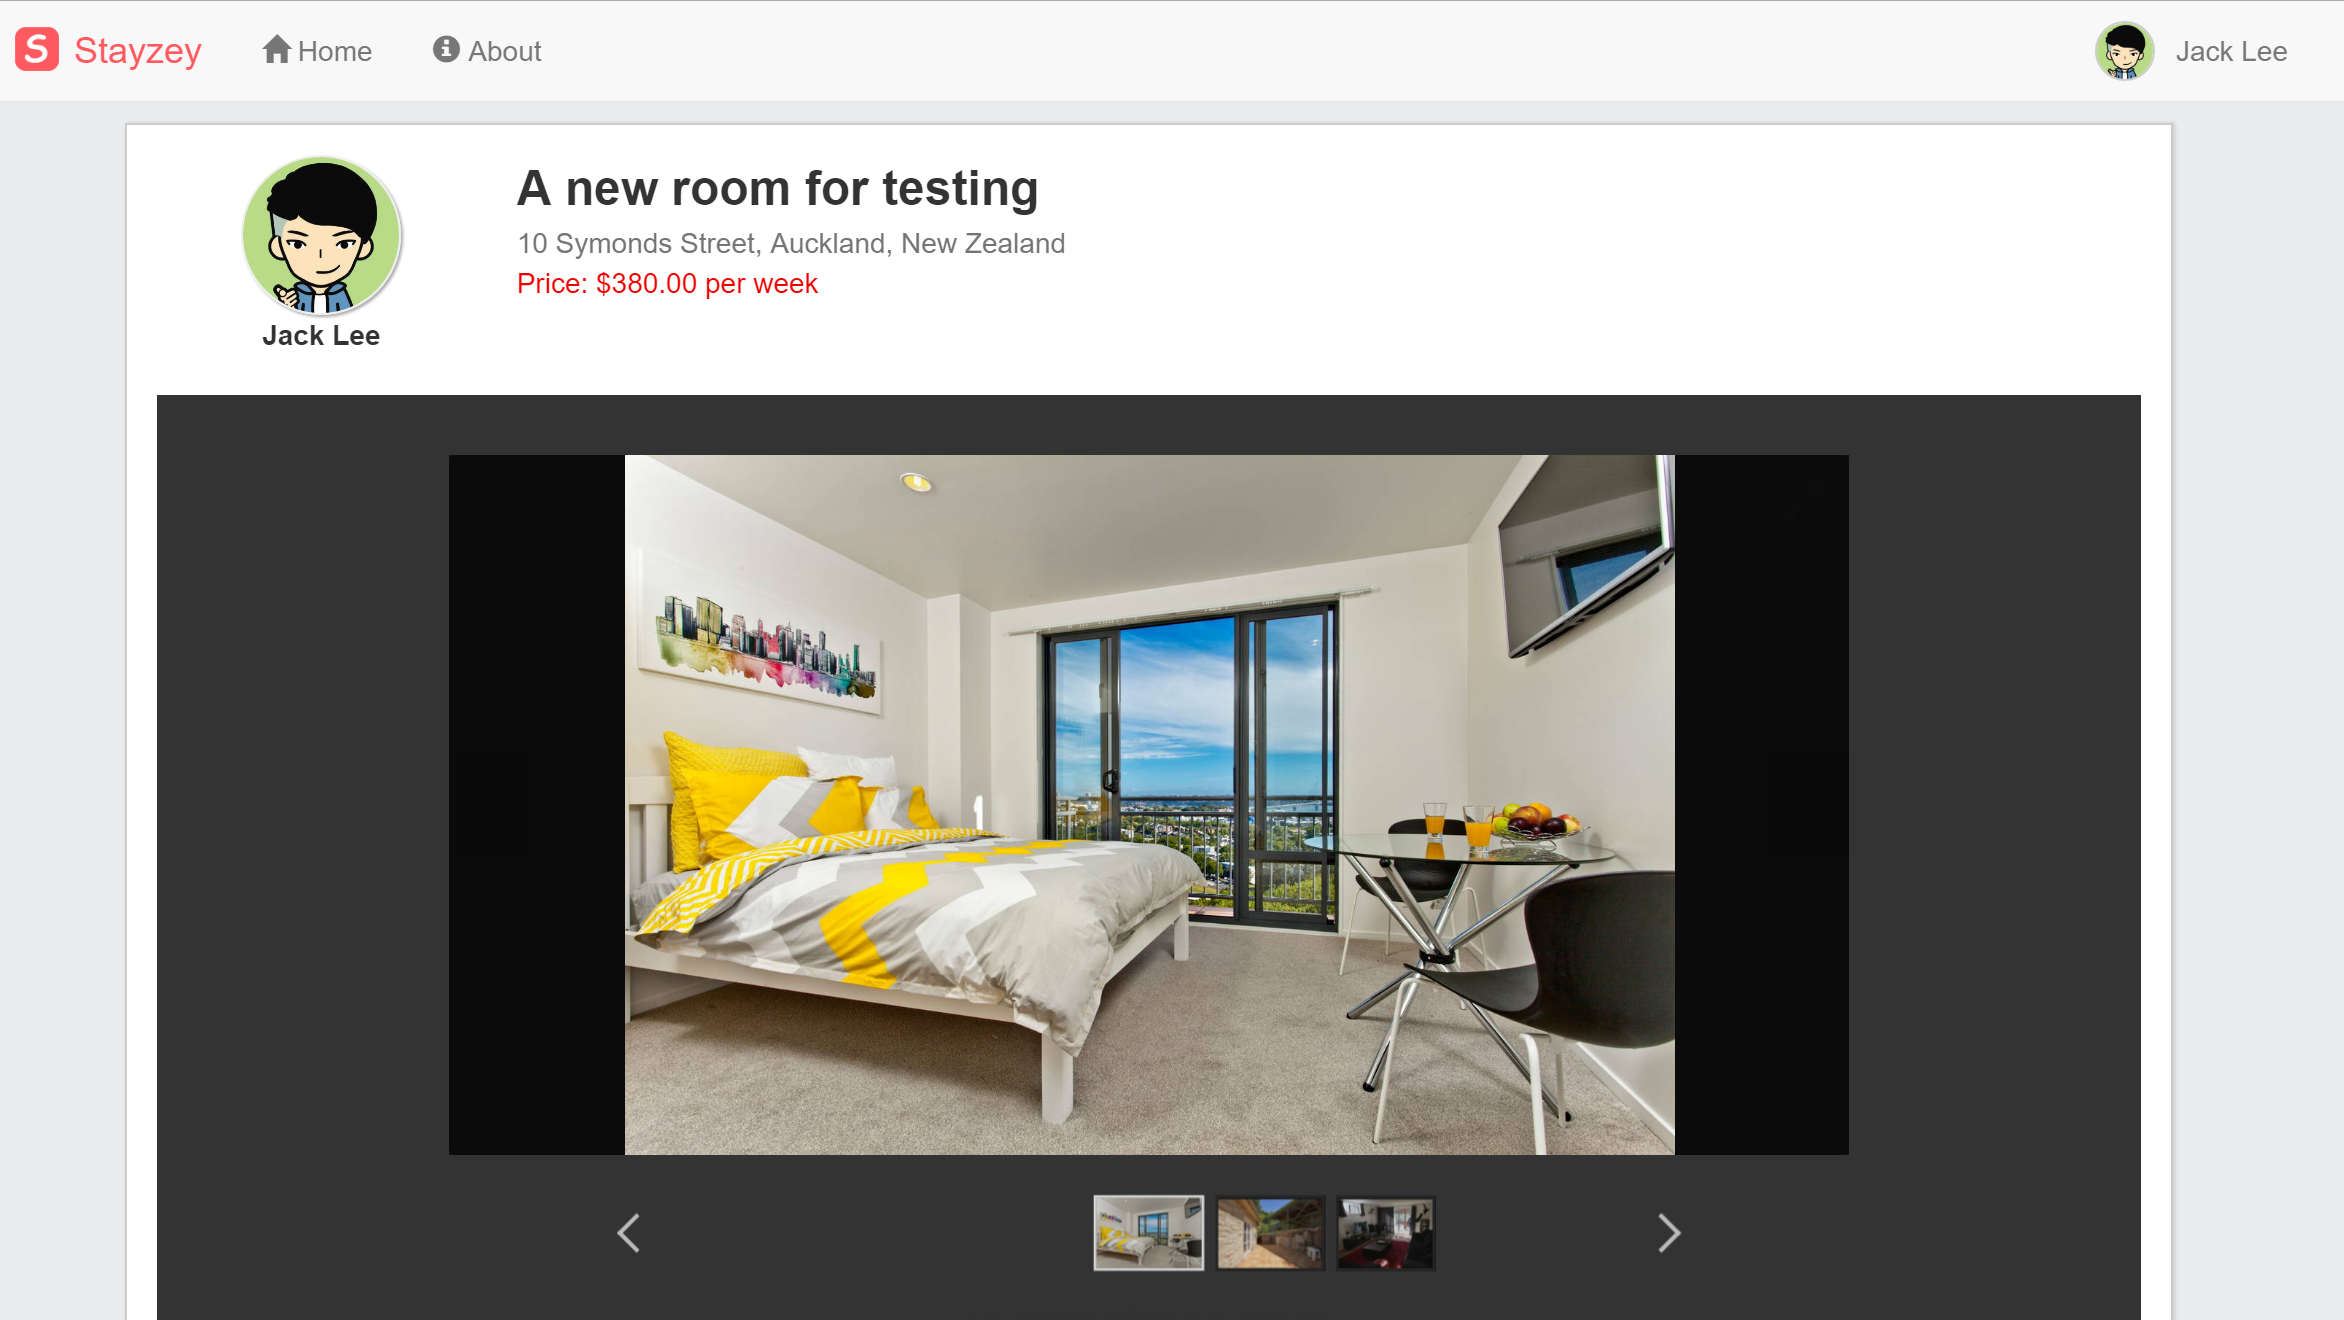 S Stayzey Home About Jack Lee
A new room for testing
10 Symonds Street, Auckland, New Zealand
Price: $380.00 per week
Jack Lee